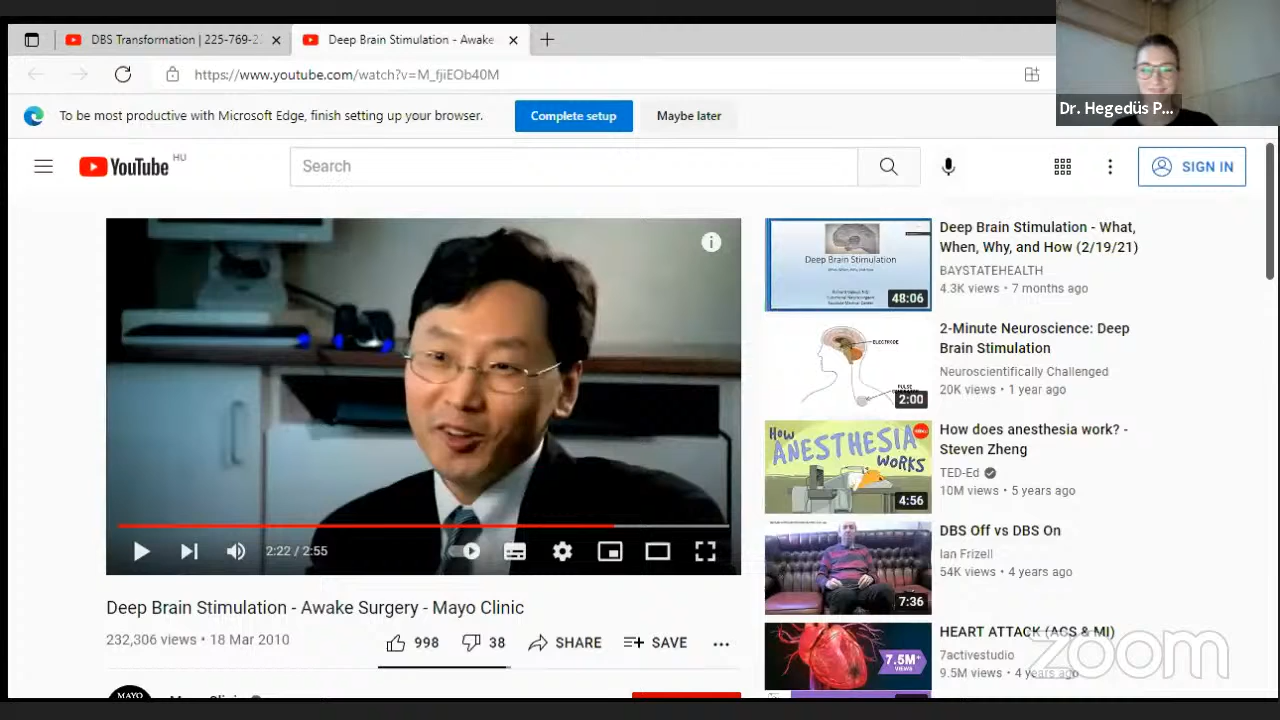 DBS Transformation | 225-769-2
Deep Brain Stimulation - Awake
https://www.youtube.com/watch?v=M_fjiEOb40M
Dr. Hegedüs P...
To be most productive with Microsoft Edge, finish setting up your browser.
Complete setup
Maybe later
YouTube HU
Search
SIGN IN
2:22 / 2:55
Deep Brain Stimulation - Awake Surgery - Mayo Clinic
232,306 views • 18 Mar 2010
998
38
SHARE
SAVE
MAYO
Deep Brain Stimulation
48:06
Deep Brain Stimulation - What,
When, Why, and How (2/19/21)
BAYSTATEHEALTH
4.3K views • 7 months ago
ELECTRODE
PULSE
2:00
2-Minute Neuroscience: Deep
Brain Stimulation
Neuroscientifically Challenged
20K views • 1 year ago
HOW
ANESTHESIA
WORKS
4:56
How does anesthesia work? -
Steven Zheng
TED-Ed
10M views • 5 years ago
7:36
DBS Off vs DBS On
Ian Frizell
54K views • 4 years ago
7.5M+
VIEWS
HEART ATTACK (ACS & MI)
7activestudio
9.5M views • 4 years ago
zoom